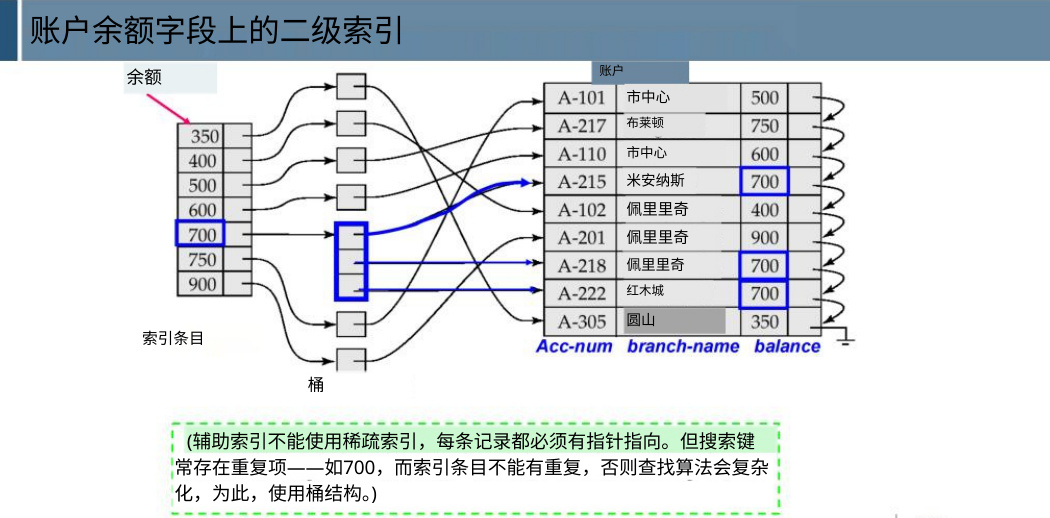 账户余额字段上的二级索引
余额
账户
350
400
500
600
700
750
900
A-101 市中心 500
A-217 布莱顿 750
A-110 市中心 600
A-215 米安纳斯 700
A-102 佩里里奇 400
A-201 佩里里奇 900
A-218 佩里里奇 700
A-222 红木城 700
A-305 圆山 350
Acc-num branch-name balance
索引条目
桶
(辅助索引不能使用稀疏索引，每条记录都必须有指针指向。但搜索键
常存在重复项——如700，而索引条目不能有重复，否则查找算法会复杂
化，为此，使用桶结构。)